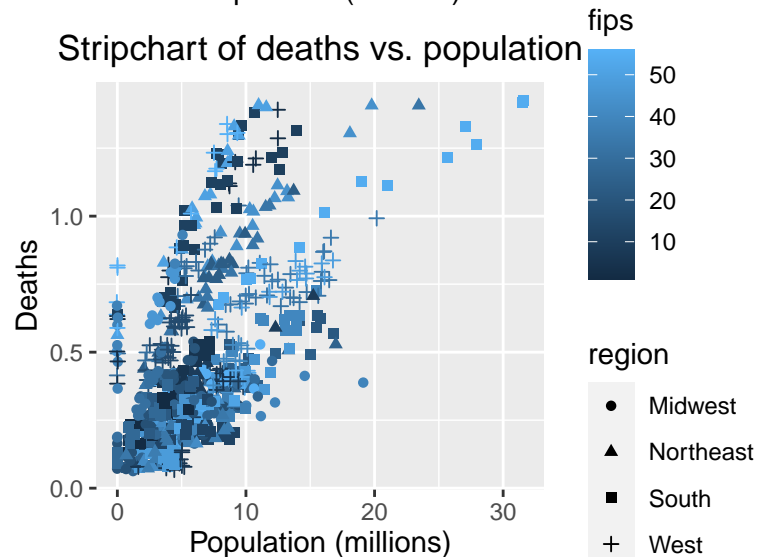 Stripchart of deaths vs. population
1.0
0.5
0.0
Deaths
0
10
20
30
Population (millions)
fips
50
40
30
20
10
region
Midwest
Northeast
South
West